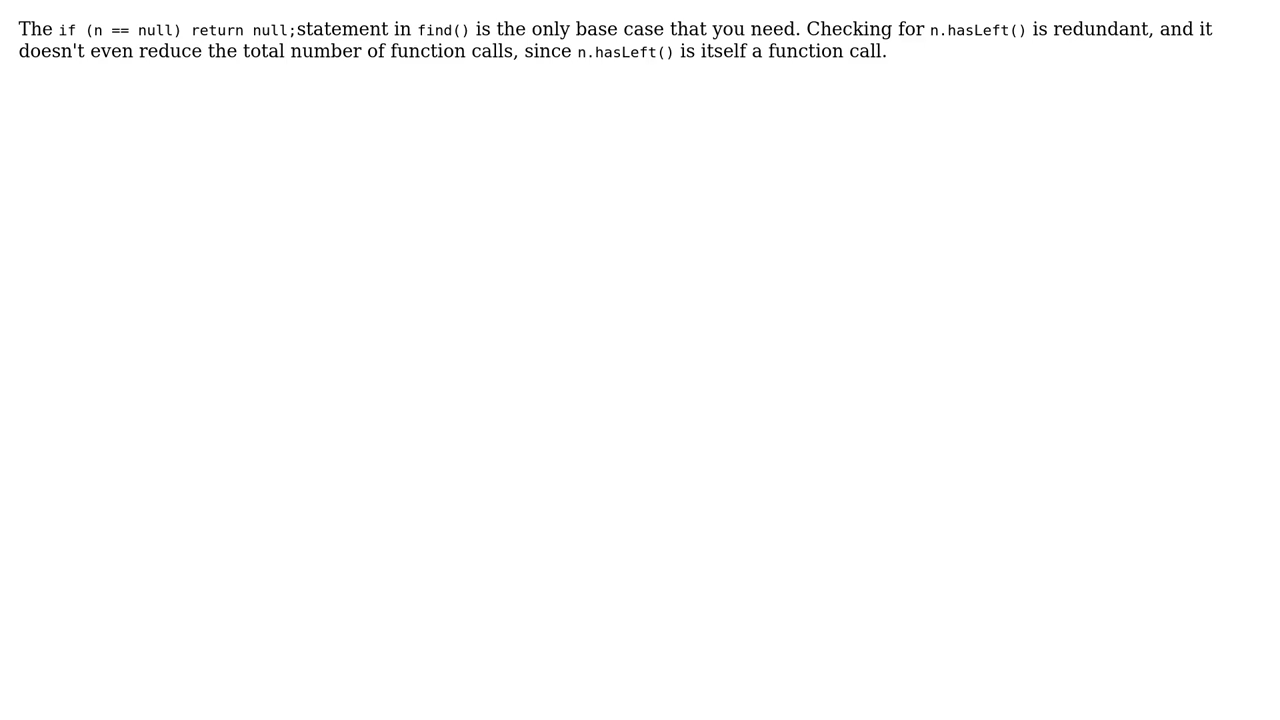 The if (n == null) return null;statement in find() is the only base case that you need. Checking for n.hasLeft() is redundant, and it
doesn't even reduce the total number of function calls, since n.hasLeft() is itself a function call.